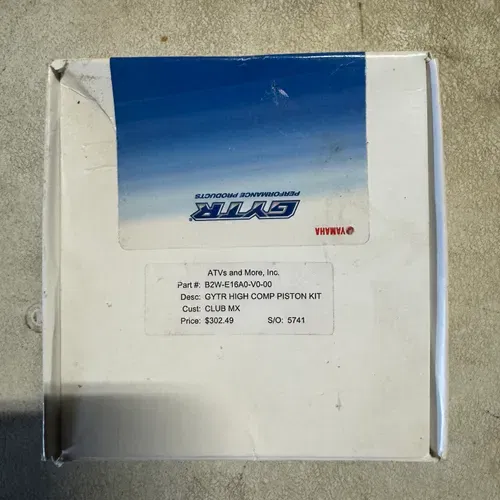 GYTR®
PERFORMANCE PRODUCTS
YAMAHA
ATVs and More, Inc.
Part #: B2W-E16A0-V0-00
Desc: GYTR HIGH COMP PISTON KIT
Cust: CLUB MX
Price: $302.49 S/O: 5741